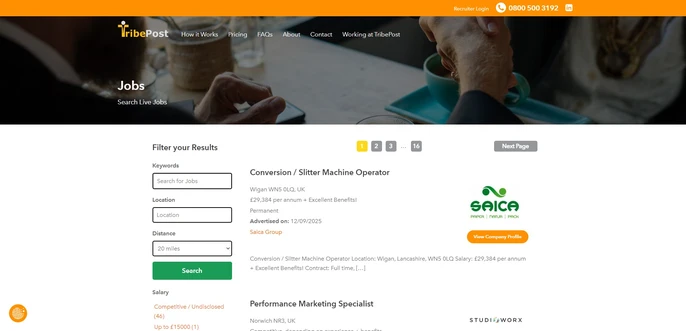 Recruiter Login
0800 500 3192
in
TribePost
How it Works
Pricing
FAQs
About
Contact
Working at TribePost
Jobs
Search Live Jobs
Filter your Results
1 2 3 … 16
Next Page
Keywords
Search for Jobs
Location
Location
Distance
20 miles
Search
Salary
Competitive / Undisclosed
(46)
Up to £15000 (1)
Conversion / Slitter Machine Operator
Wigan WN5 0LQ, UK
£29,384 per annum + Excellent Benefits!
Permanent
Advertised on: 12/09/2025
Saica Group
SAICA
View Company Profile
Conversion / Slitter Machine Operator Location: Wigan, Lancashire, WN5 0LQ Salary: £29,384 per annum
+ Excellent Benefits! Contract: Full time, […]
Performance Marketing Specialist
Norwich NR3, UK